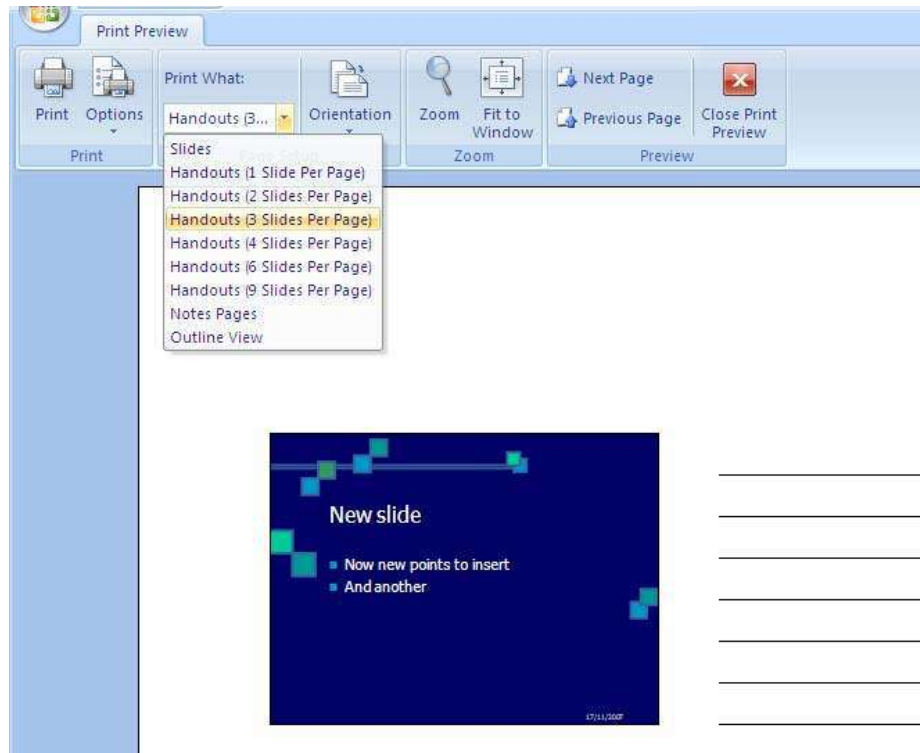 Print Preview
Print
Options
Print What:
Handouts (3...
Orientation
Zoom
Fit to
Window
Next Page
Previous Page
Close Print
Preview
Print
Zoom
Preview
Slides
Handouts (1 Slide Per Page)
Handouts (2 Slides Per Page)
Handouts (3 Slides Per Page)
Handouts (4 Slides Per Page)
Handouts (6 Slides Per Page)
Handouts (9 Slides Per Page)
Notes Pages
Outline View
New slide
Now new points to insert
And another
17/11/2007